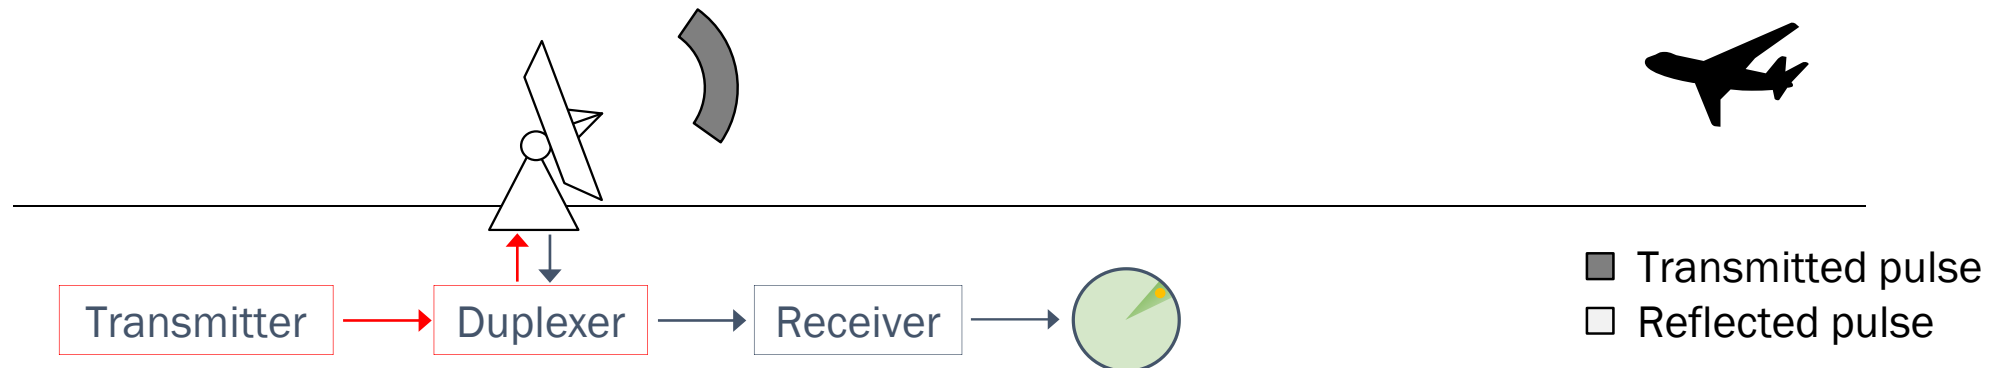 Transmitter
Duplexer
Receiver
Transmitted pulse
Reflected pulse